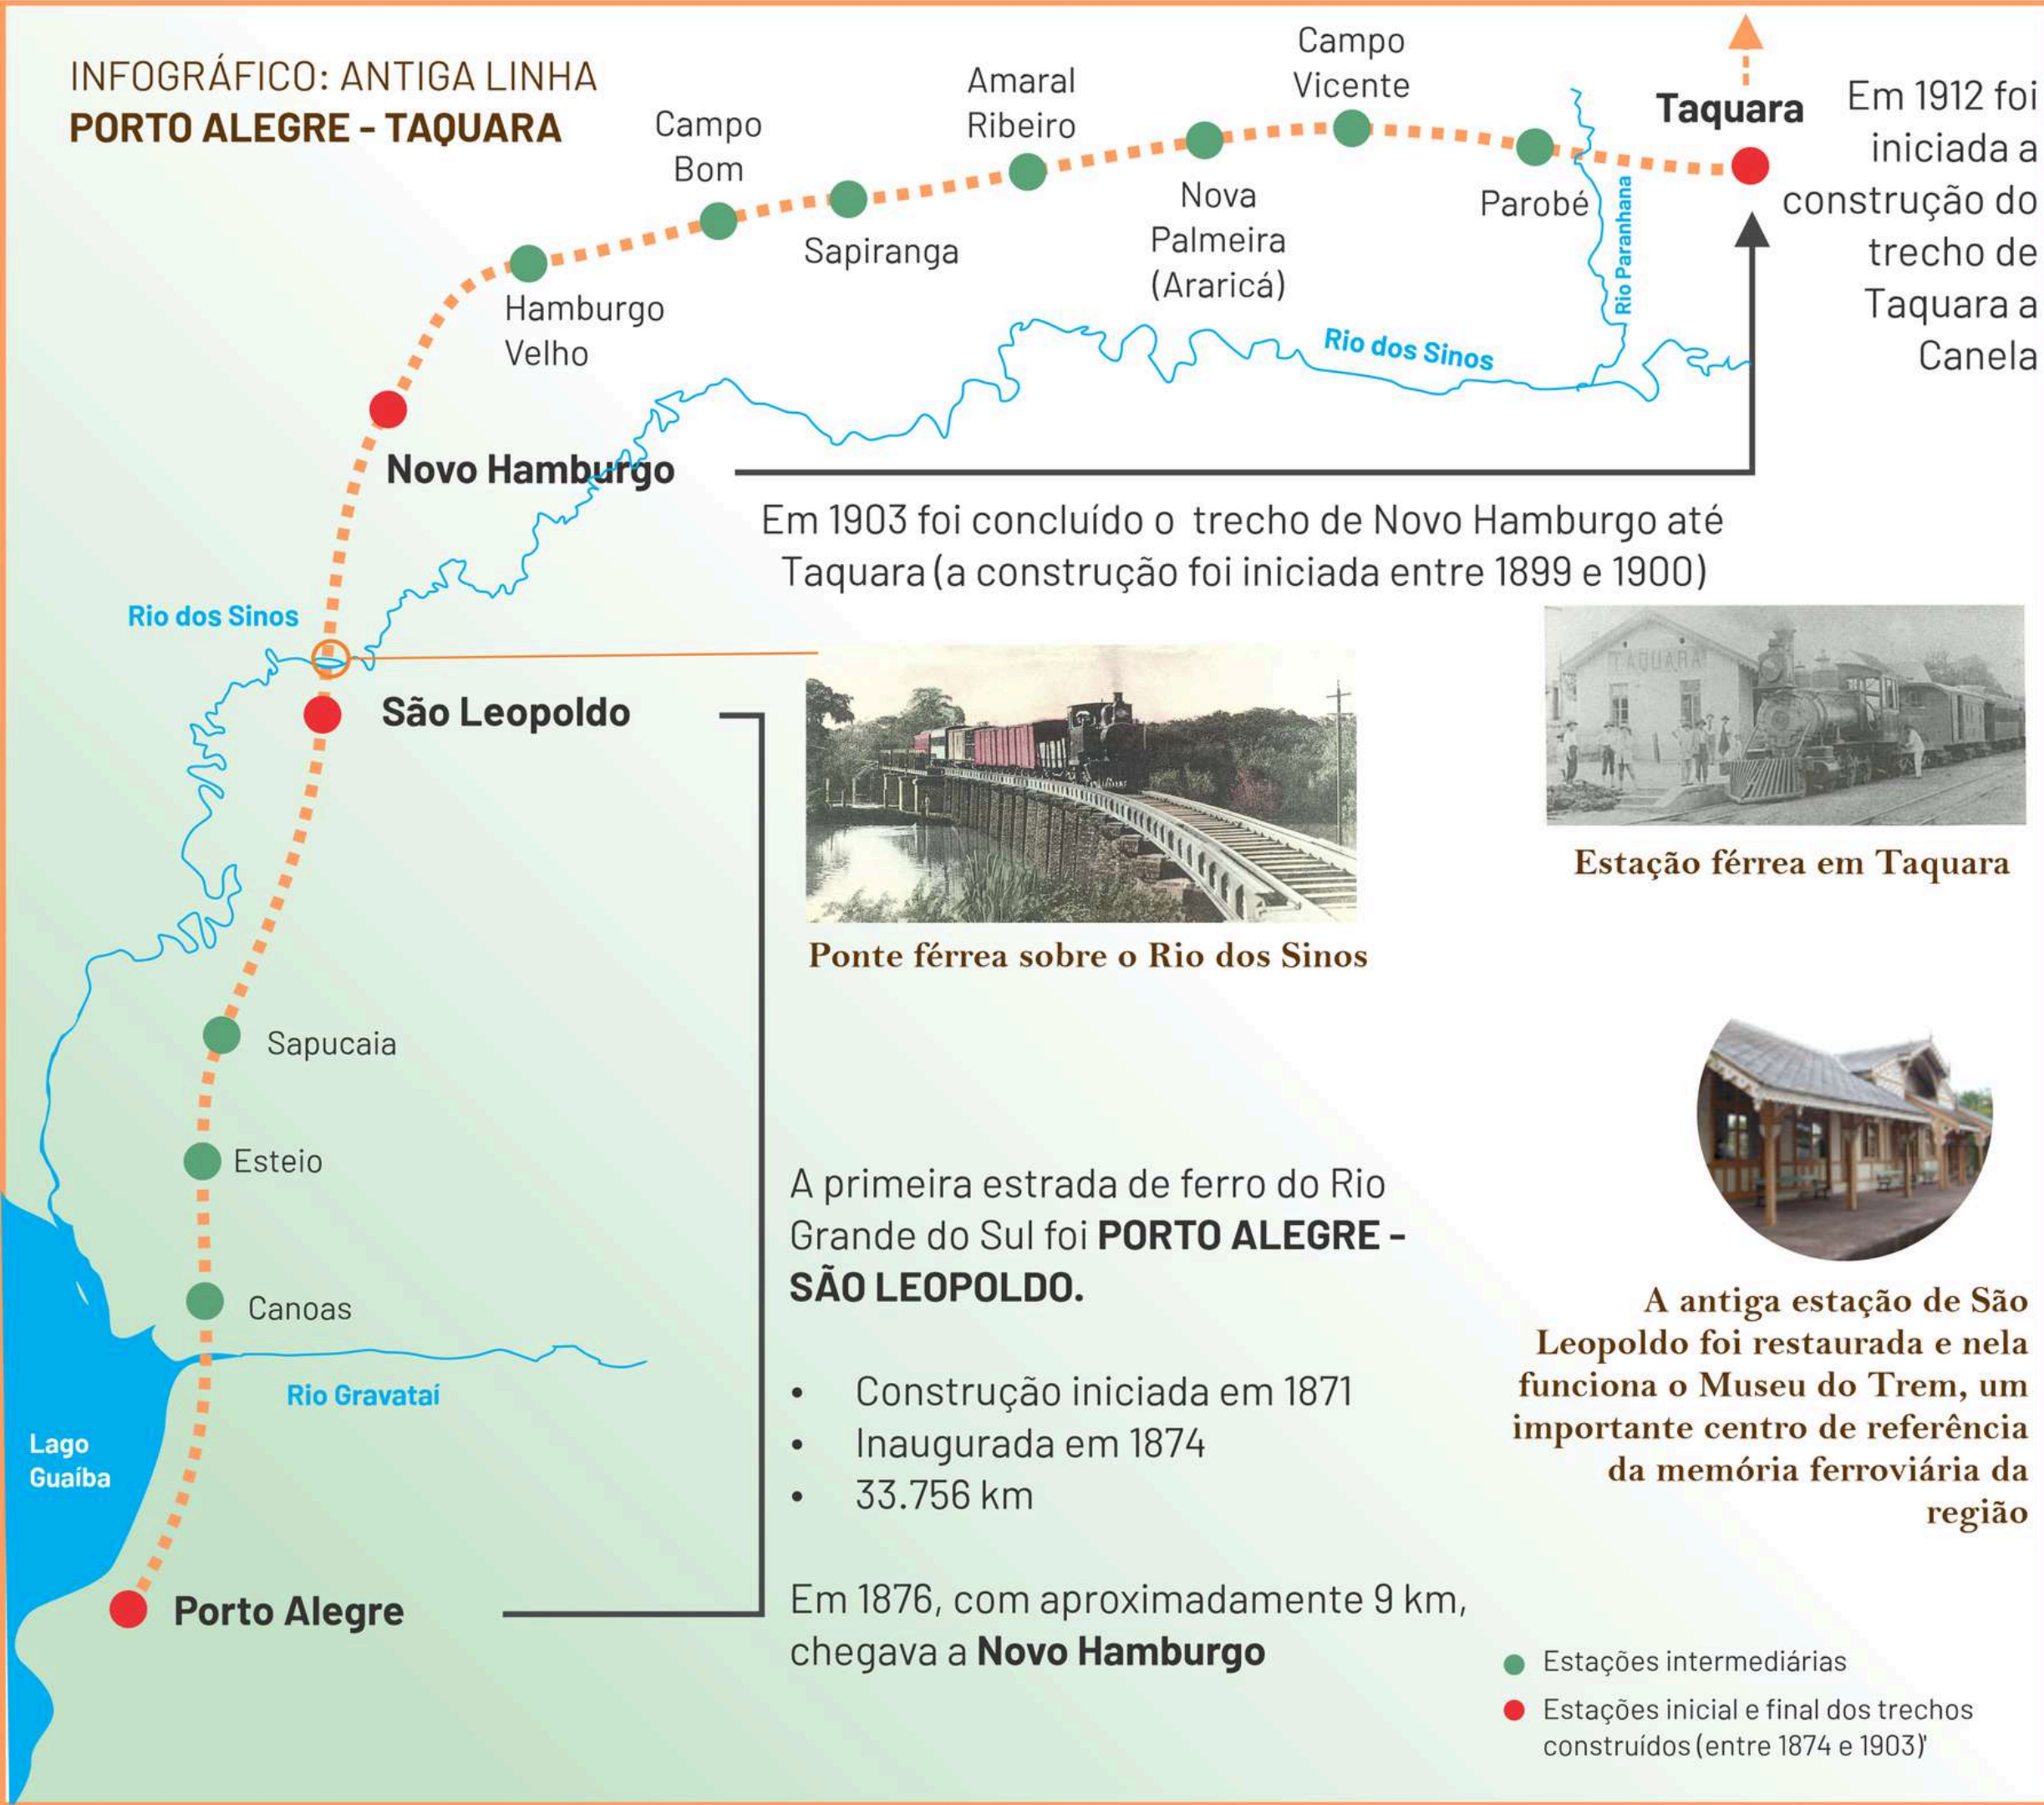 INFOGRÁFICO: ANTIGA LINHA
PORTO ALEGRE - TAQUARA
Campo
Bom
Amaral
Ribeiro
Campo
Vicente
Taquara
Em 1912 foi
iniciada a
construção do
trecho de
Taquara a
Canela
Hamburgo
Velho
Sapiranga
Nova
Palmeira
(Araricá)
Parobé
Rio Paranhana
Rio dos Sinos
Novo Hamburgo
Em 1903 foi concluído o trecho de Novo Hamburgo até
Taquara (a construção foi iniciada entre 1899 e 1900)
Rio dos Sinos
São Leopoldo
TAQUARA
Ponte férrea sobre o Rio dos Sinos
Estação férrea em Taquara
Sapucaia
Esteio
Canoas
Rio Gravataí
Lago
Guaíba
Porto Alegre
A primeira estrada de ferro do Rio
Grande do Sul foi PORTO ALEGRE -
SÃO LEOPOLDO.
• Construção iniciada em 1871
• Inaugurada em 1874
• 33.756 km
Em 1876, com aproximadamente 9 km,
chegava a Novo Hamburgo
A antiga estação de São
Leopoldo foi restaurada e nela
funciona o Museu do Trem, um
importante centro de referência
da memória ferroviária da
região
Estações intermediárias
Estações inicial e final dos trechos
construídos (entre 1874 e 1903)'